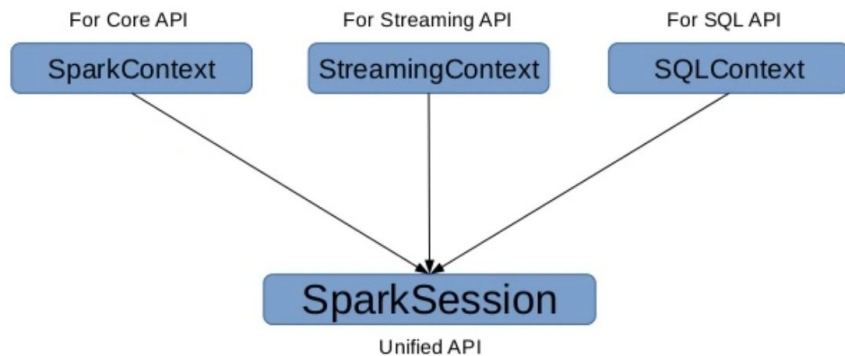 For Core API
For Streaming API
For SQL API
SparkContext
StreamingContext
SQLContext
SparkSession
Unified API